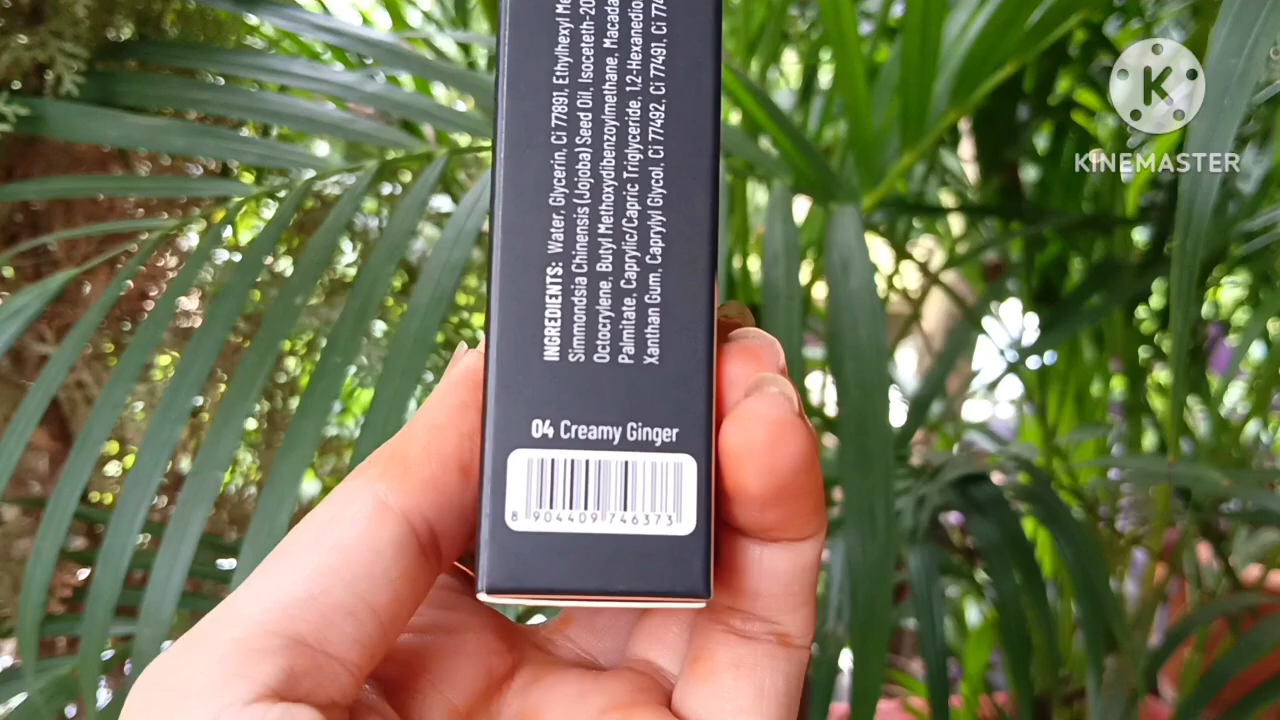 INGREDIENTS: Water, Glycerin, Ci 77891, Ethylhexyl
Simmondsia Chinensis (Jojoba) Seed Oil, Isoceteth-20
Octocrylene, Butyl Methoxydibenzoylmethane,
Palmitate, Caprylic/Capric Triglyceride,
Xanthan Gum, Caprylyl Glycol, Ci 77492, Ci 77491, Ci
04 Creamy Ginger
8 904409 746373
K
KINEMASTER